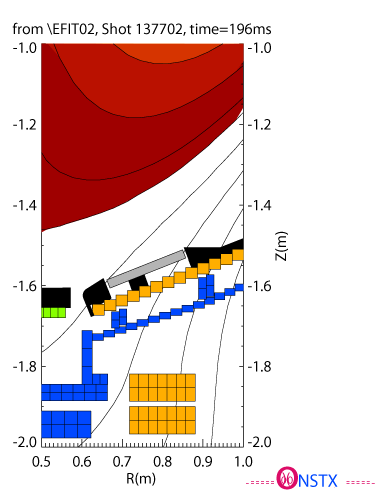 from \EFIT02, Shot 137702, time=196ms
-1.0 -1.0
-1.2 -1.2
-1.4 -1.4
Z(m)
-1.6 -1.6
-1.8 -1.8
-2.0 -2.0
0.5 0.6 0.7 0.8 0.9 1.0
R(m)
NSTX